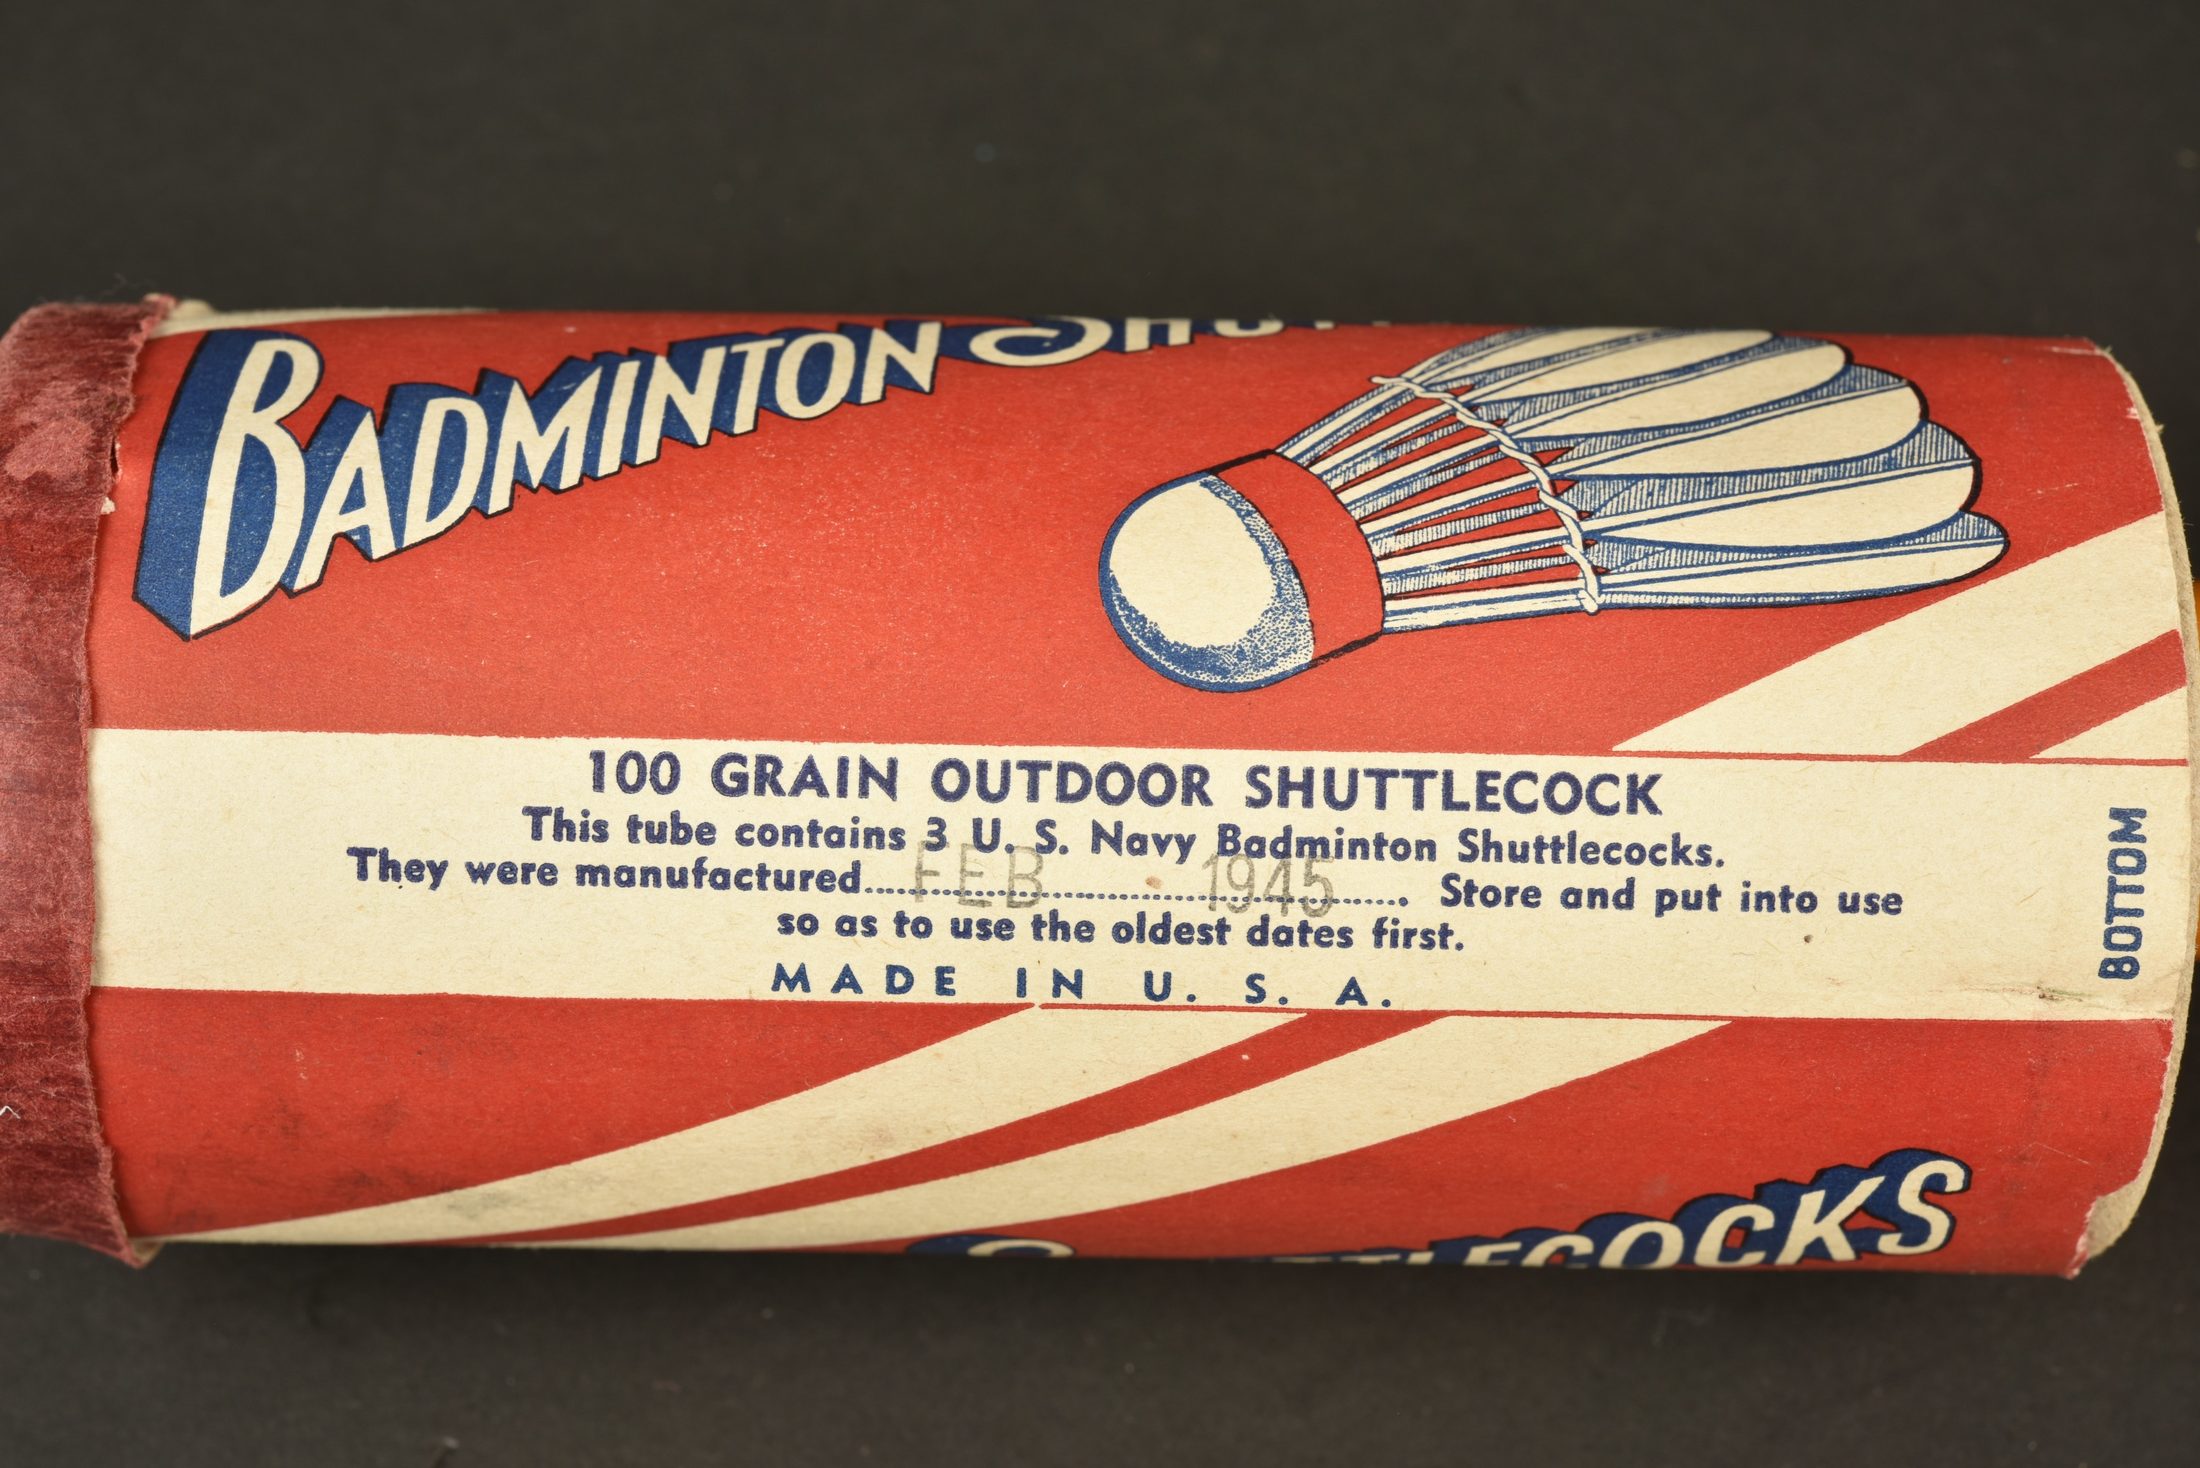 BADMINTON
100 GRAIN OUTDOOR SHUTTLECOCK
This tube contains 3 U. S. Navy Badminton Shuttlecocks.
They were manufactured FEB 1945. Store and put into use
so as to use the oldest dates first.
MADE IN U. S. A.
BOTTOM